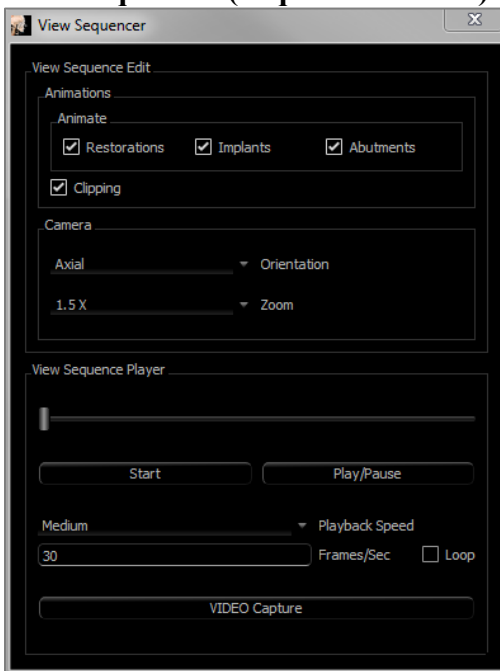 View Sequencer
View Sequence Edit
Animations
Animate
Restorations Implants Abutments
Clipping
Camera
Axial Orientation
1.5 X Zoom
View Sequence Player
Start Play/Pause
Medium Playback Speed
30 Frames/Sec Loop
VIDEO Capture